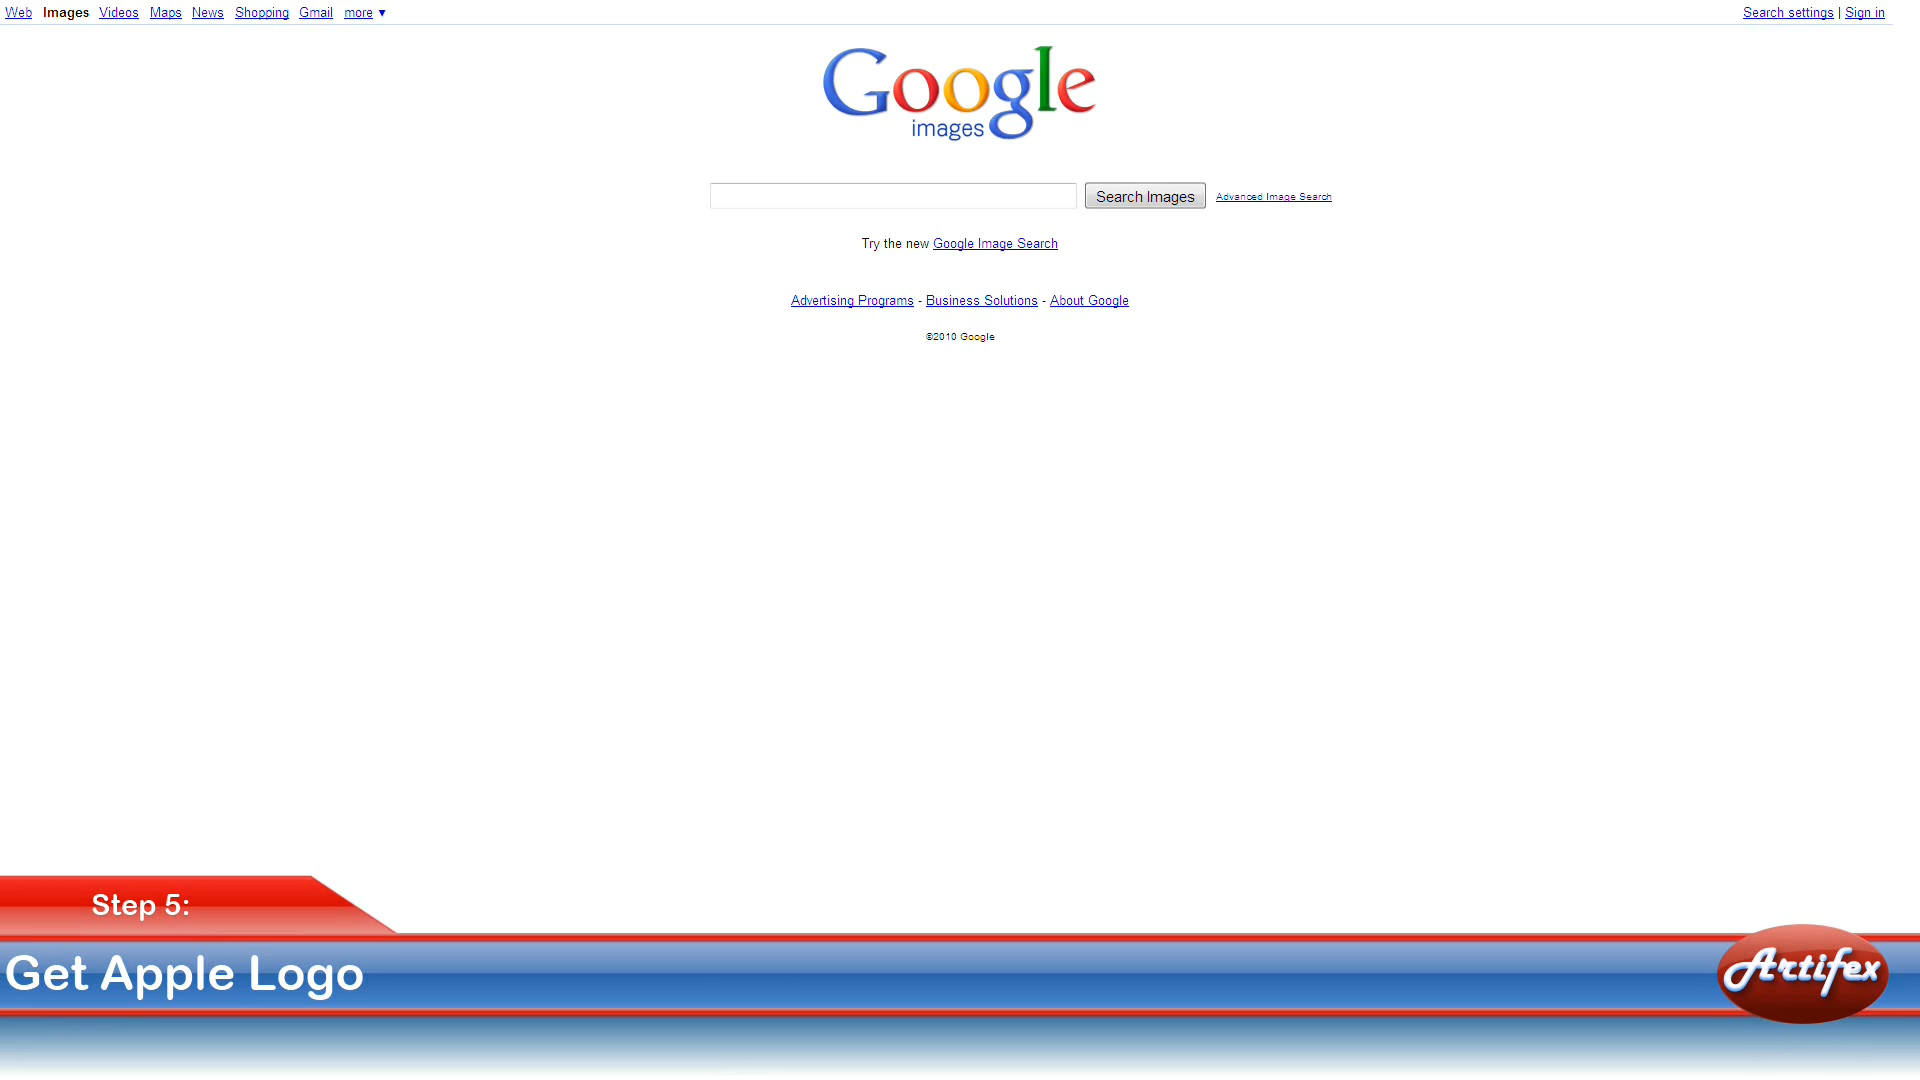 Web Images Videos Maps News Shopping Gmail more ▼
Search settings | Sign in
Google
images
Search Images
Advanced Image Search
Try the new Google Image Search
Advertising Programs - Business Solutions - About Google
©2010 Google
Step 5:
Get Apple Logo
Artifex